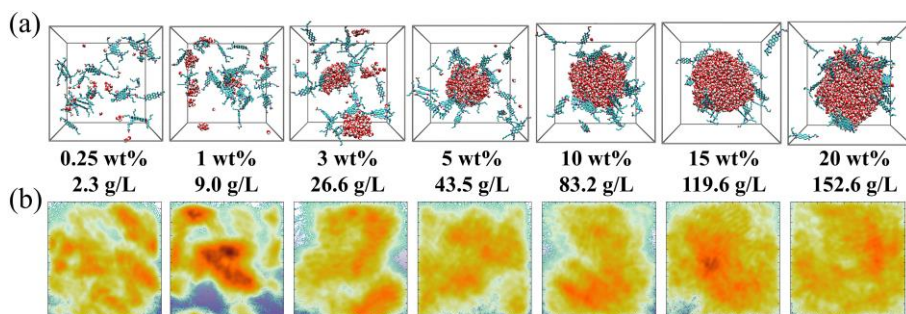 (a)
0.25 wt% 1 wt% 3 wt% 5 wt% 10 wt% 15 wt% 20 wt%
2.3 g/L 9.0 g/L 26.6 g/L 43.5 g/L 83.2 g/L 119.6 g/L 152.6 g/L
(b)